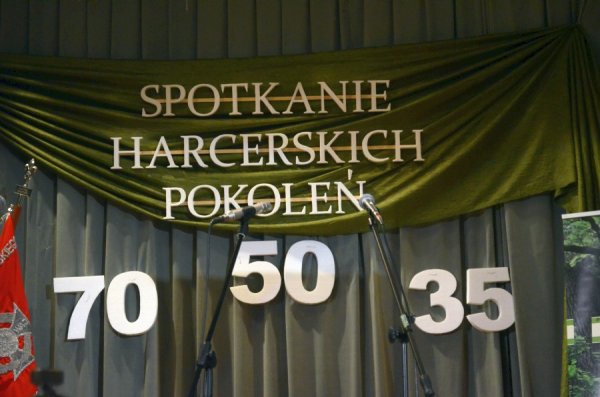 SPOTKANIE
HARCERSKICH
POKOLEŃ
70 50 35